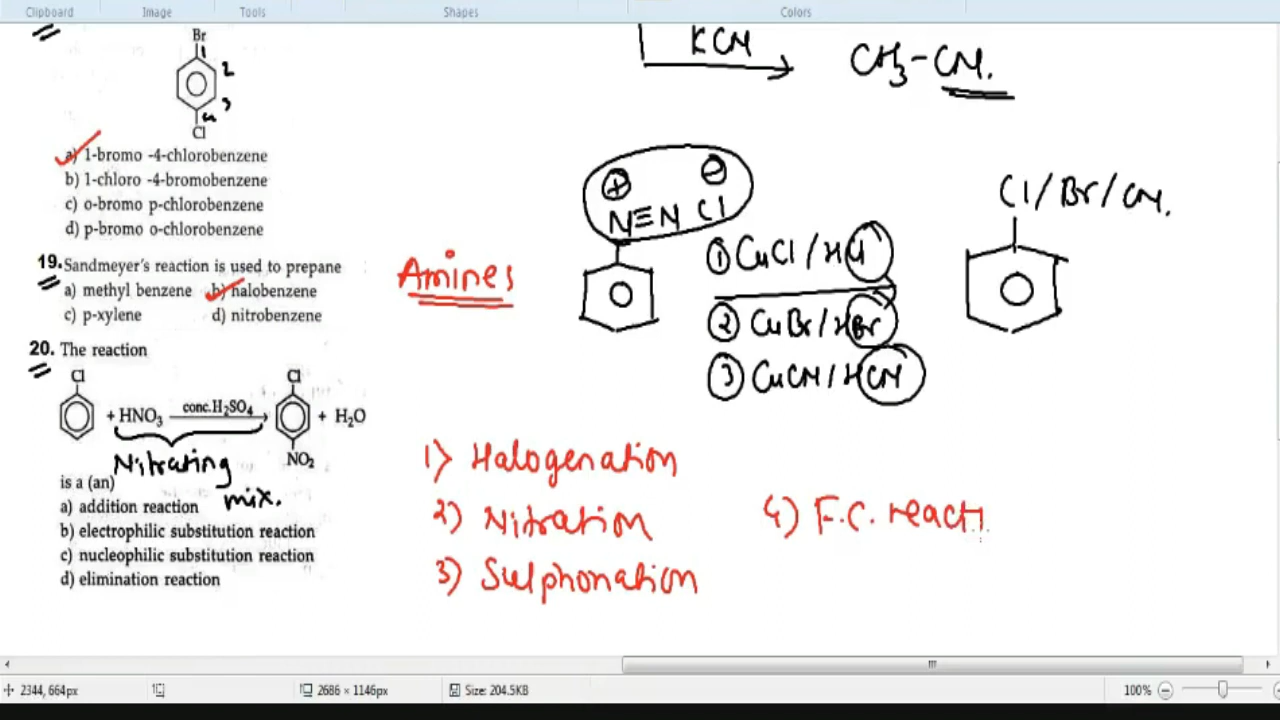 Clipboard
Image
Tools
Shapes
Colors
Br
1
2
3
4
Cl
a) 1-bromo -4-chlorobenzene
b) 1-chloro -4-bromobenzene
c) o-bromo p-chlorobenzene
d) p-bromo o-chlorobenzene
19. Sandmeyer's reaction is used to prepane
a) methyl benzene b) halobenzene
c) p-xylene d) nitrobenzene
20. The reaction
Cl Cl
+ HNO3 conc.H2SO4 + H2O
NO2
Nitrating
mix.
is a (an)
a) addition reaction
b) electrophilic substitution reaction
c) nucleophilic substitution reaction
d) elimination reaction
KCN
CH3-CN.
⊕ ⊖
N≡N Cl
Amines
① CuCl / HCl
② CuBr/HBr
③ CuCN/HCN
Cl/Br/CN.
1) Halogenation
2) Nitration
3) Sulphonation
4) F.C. reacti
2344, 664px
2686 × 1146px
Size: 204.5KB
100%